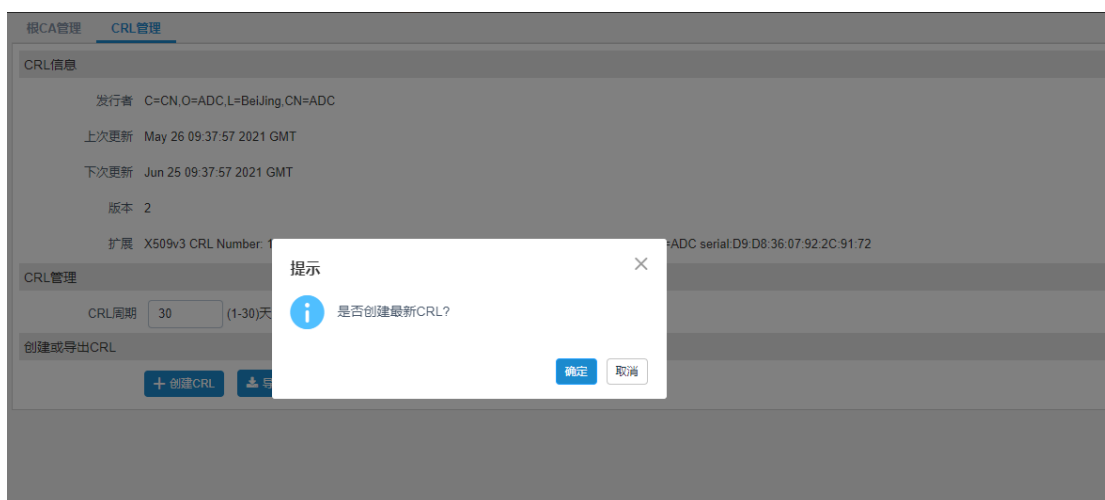 根CA管理 CRL管理
CRL信息
发行者 C=CN,O=ADC,L=BeiJing,CN=ADC
上次更新 May 26 09:37:57 2021 GMT
下次更新 Jun 25 09:37:57 2021 GMT
版本 2
扩展 X509v3 CRL Number: 1 =ADC serial:D9:D8:36:07:92:2C:91:72
提示
CRL管理
是否创建最新CRL?
CRL周期 30 (1-30)天
创建或导出CRL
确定 取消
创建CRL 导